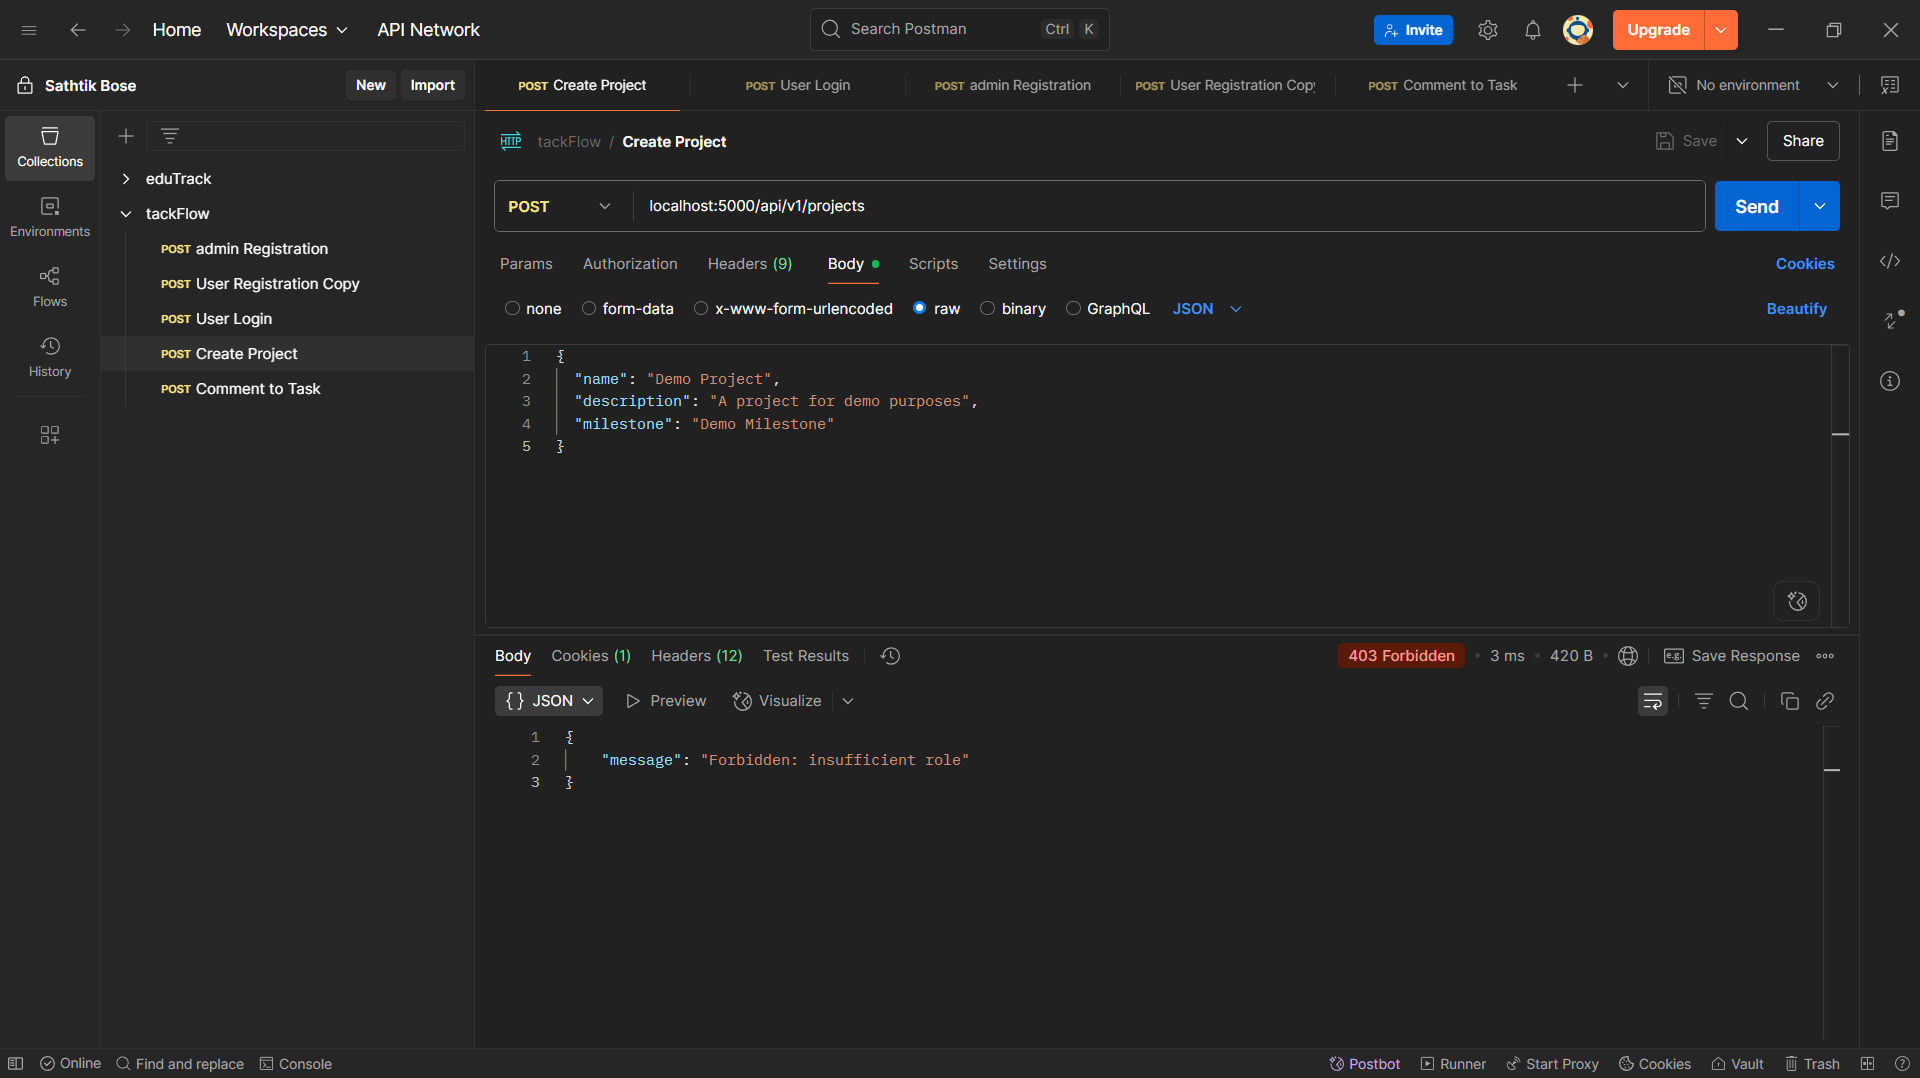 Home Workspaces API Network Search Postman Ctrl K Invite Upgrade
Sathtik Bose New Import POST Create Project POST User Login POST admin Registration POST User Registration Copy POST Comment to Task No environment
Collections
Environments
Flows
History
eduTrack
tackFlow
POST admin Registration
POST User Registration Copy
POST User Login
POST Create Project
POST Comment to Task
HTTP tackFlow / Create Project Save Share
POST localhost:5000/api/v1/projects Send
Params Authorization Headers (9) Body Scripts Settings Cookies
none form-data x-www-form-urlencoded raw binary GraphQL JSON Beautify
1 {
2 "name": "Demo Project",
3 "description": "A project for demo purposes",
4 "milestone": "Demo Milestone"
5 }
Body Cookies (1) Headers (12) Test Results 403 Forbidden • 3 ms • 420 B • e.g. Save Response
{} JSON Preview Visualize
1 {
2 "message": "Forbidden: insufficient role"
3 }
Online Find and replace Console Postbot Runner Start Proxy Cookies Vault Trash